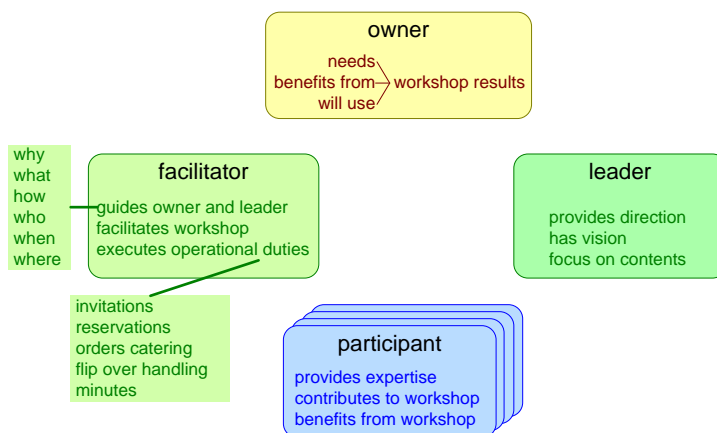 owner
needs
benefits from workshop results
will use
why
what
how
who
when
where
facilitator
guides owner and leader
facilitates workshop
executes operational duties
leader
provides direction
has vision
focus on contents
invitations
reservations
orders catering
flip over handling
minutes
participant
provides expertise
contributes to workshop
benefits from workshop